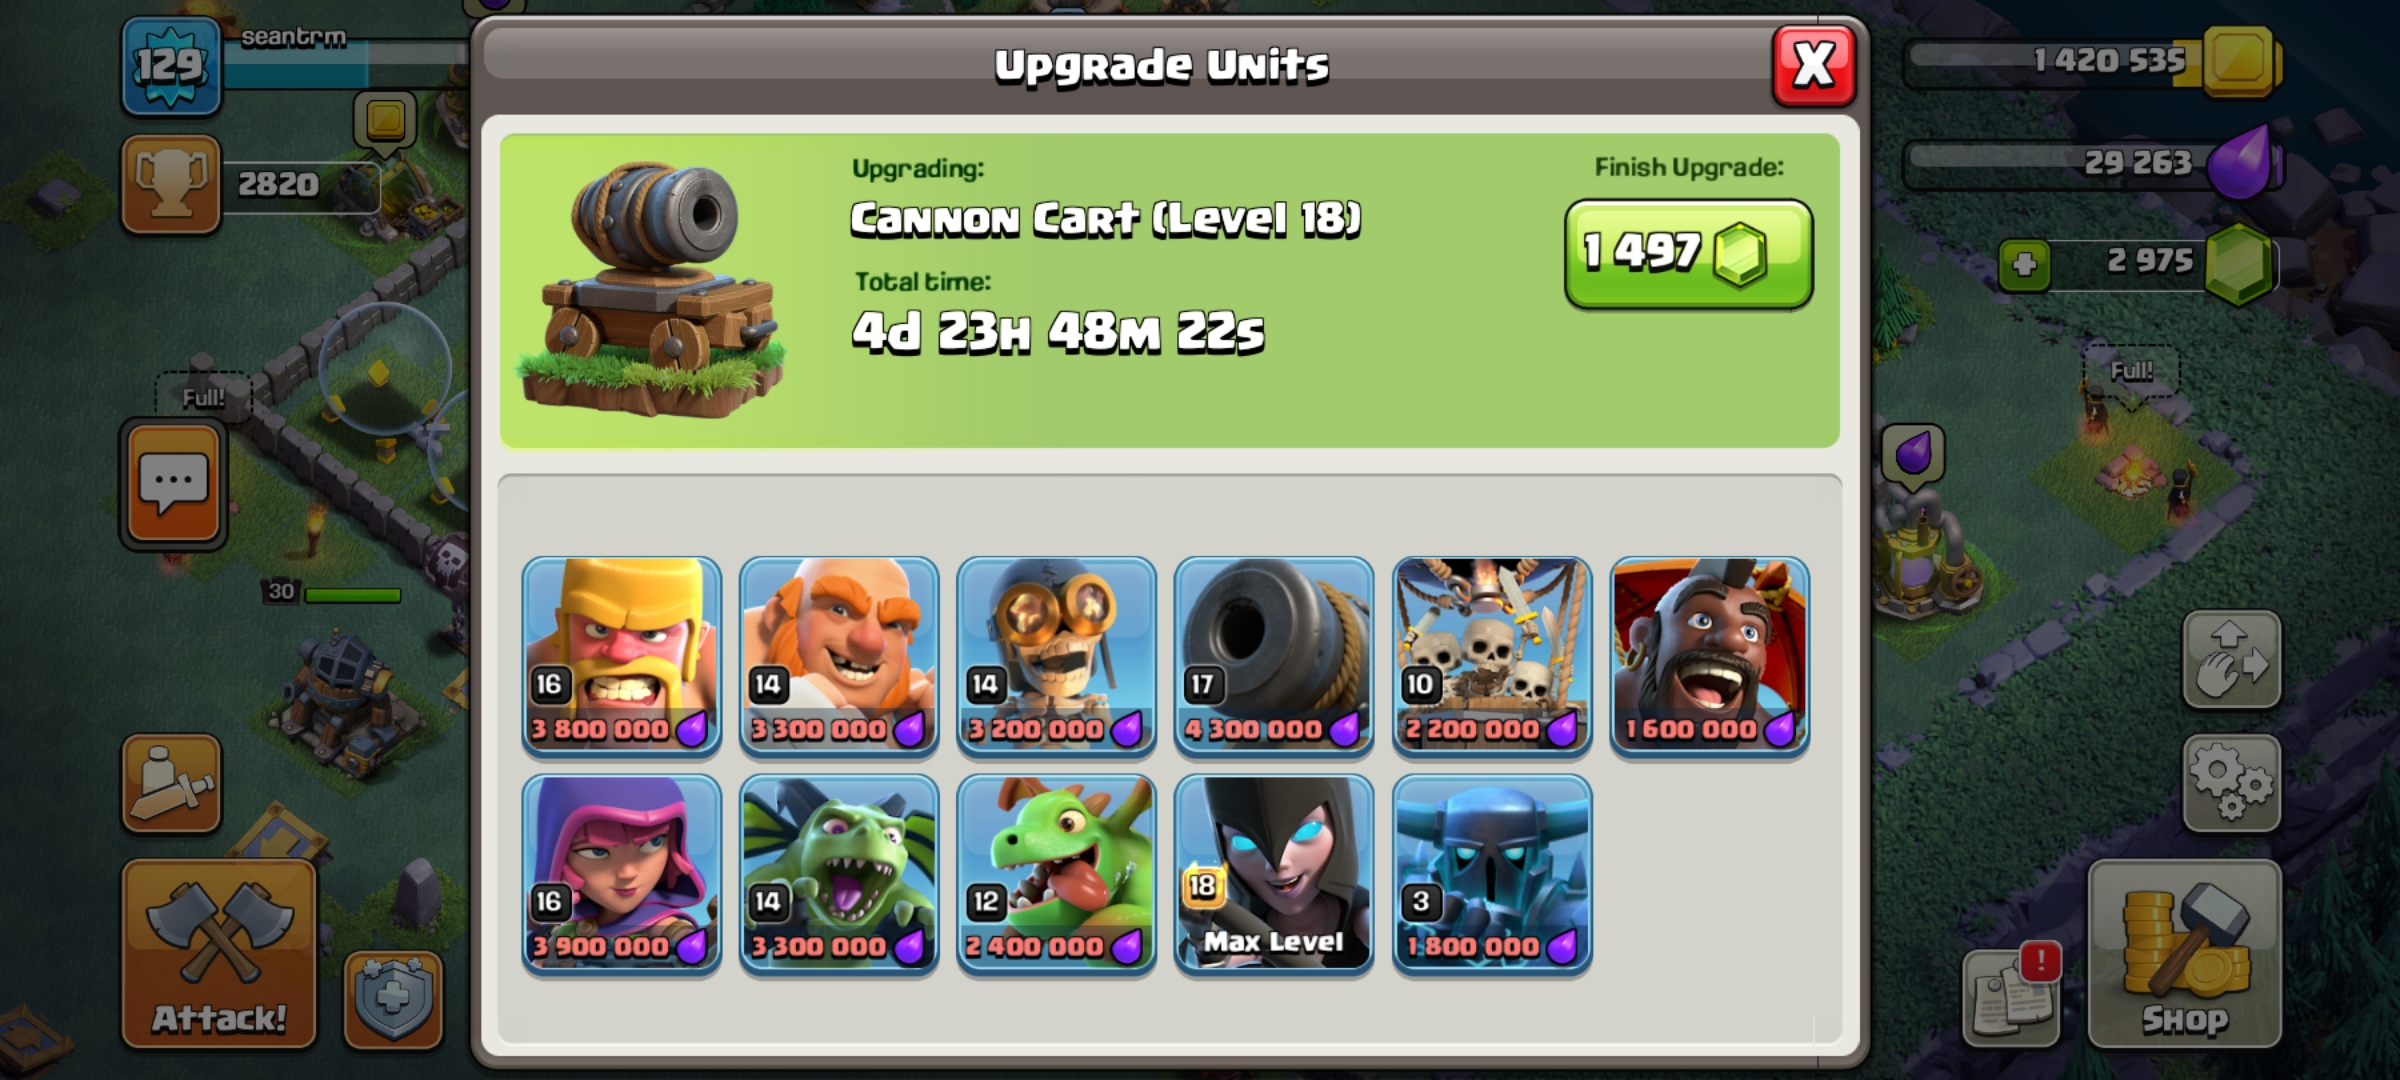 129
seantrm
Upgrade Units
X
1 420 535
2820
29 263
2 975
Upgrading:
Cannon Cart (Level 18)
Total time:
4d 23H 48M 22s
Finish Upgrade:
1 497
Full!
Full!
30
16
3 800 000
14
3 300 000
14
3 200 000
17
4 300 000
10
2 200 000
1 600 000
16
3 900 000
14
3 300 000
12
2 400 000
18
Max Level
3
1 800 000
Attack!
!
Shop